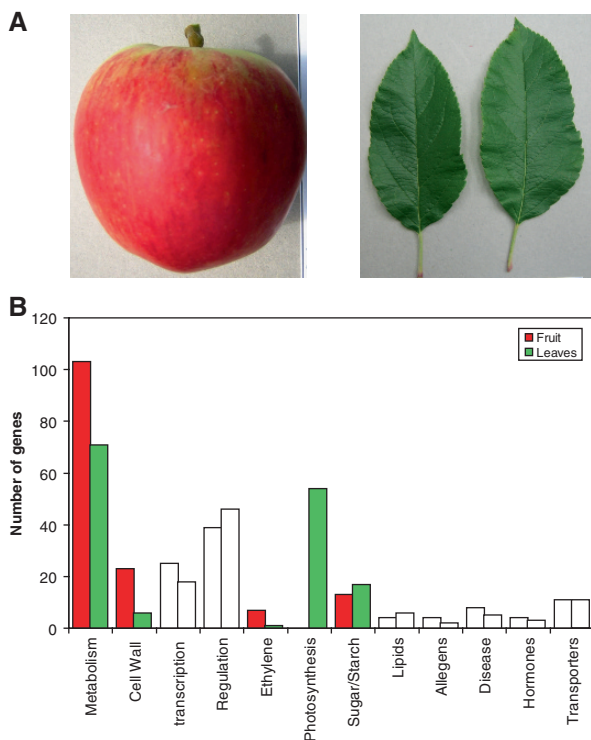 A
B
120
100
80
60
40
20
0
Number of genes
Fruit
Leaves
Metabolism
Cell Wall
transcription
Regulation
Ethylene
Photosynthesis
Sugar/Starch
Lipids
Allegens
Disease
Hormones
Transporters